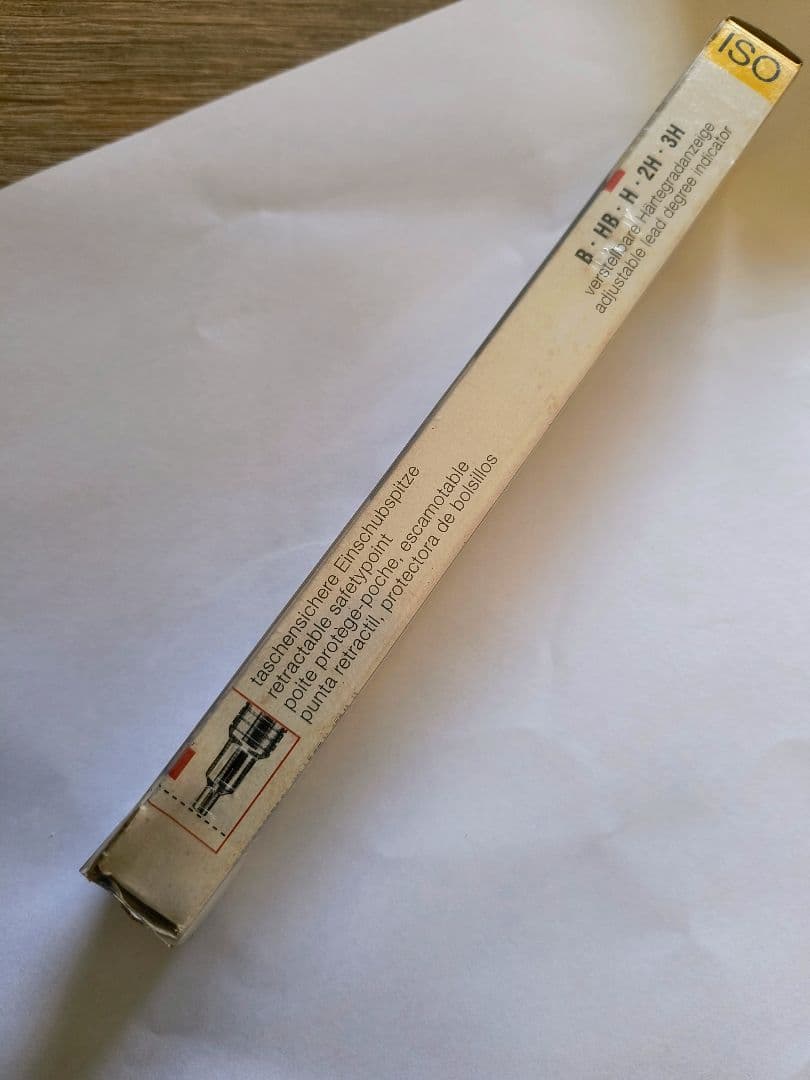 ISO
B · HB · H · 2H · 3H
verstellbare Härtegradanzeige
adjustable lead degree indicator
taschensichere Einschubspitze
retractable safetypoint
poite protège-poche, escamotable
punta retractil, protectora de bolsillos